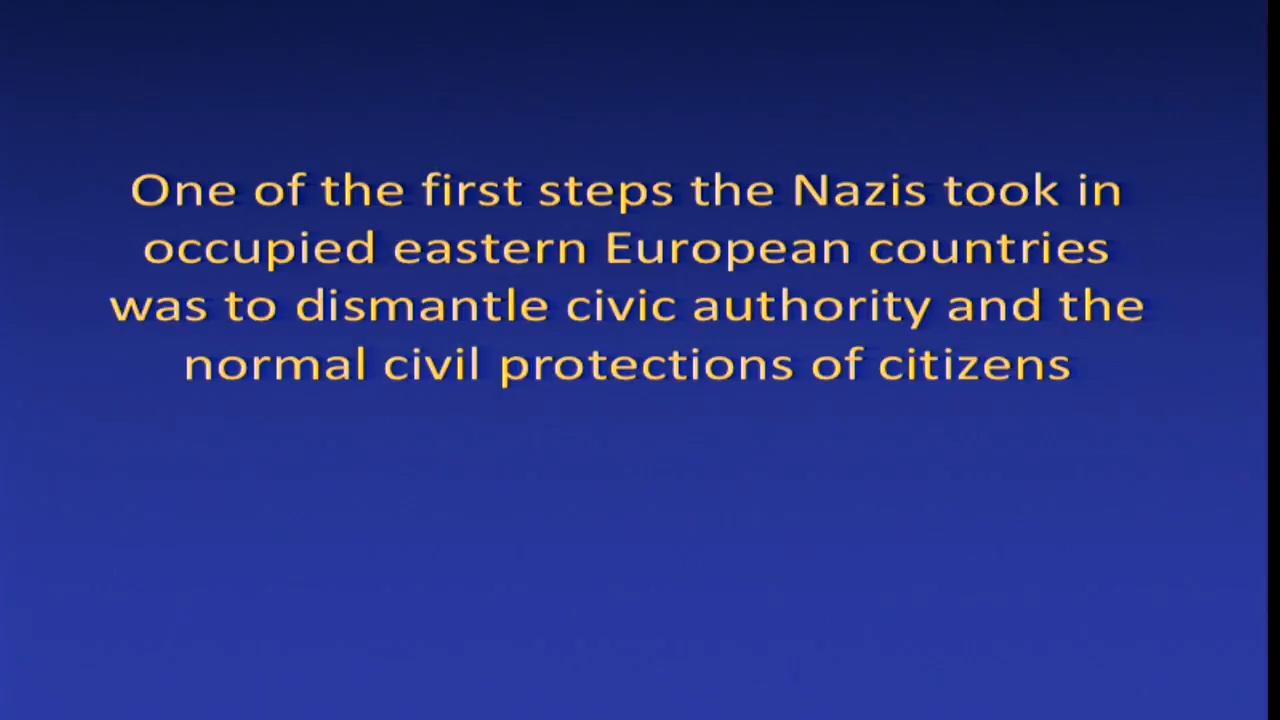 One of the first steps the Nazis took in
occupied eastern European countries
was to dismantle civic authority and the
normal civil protections of citizens